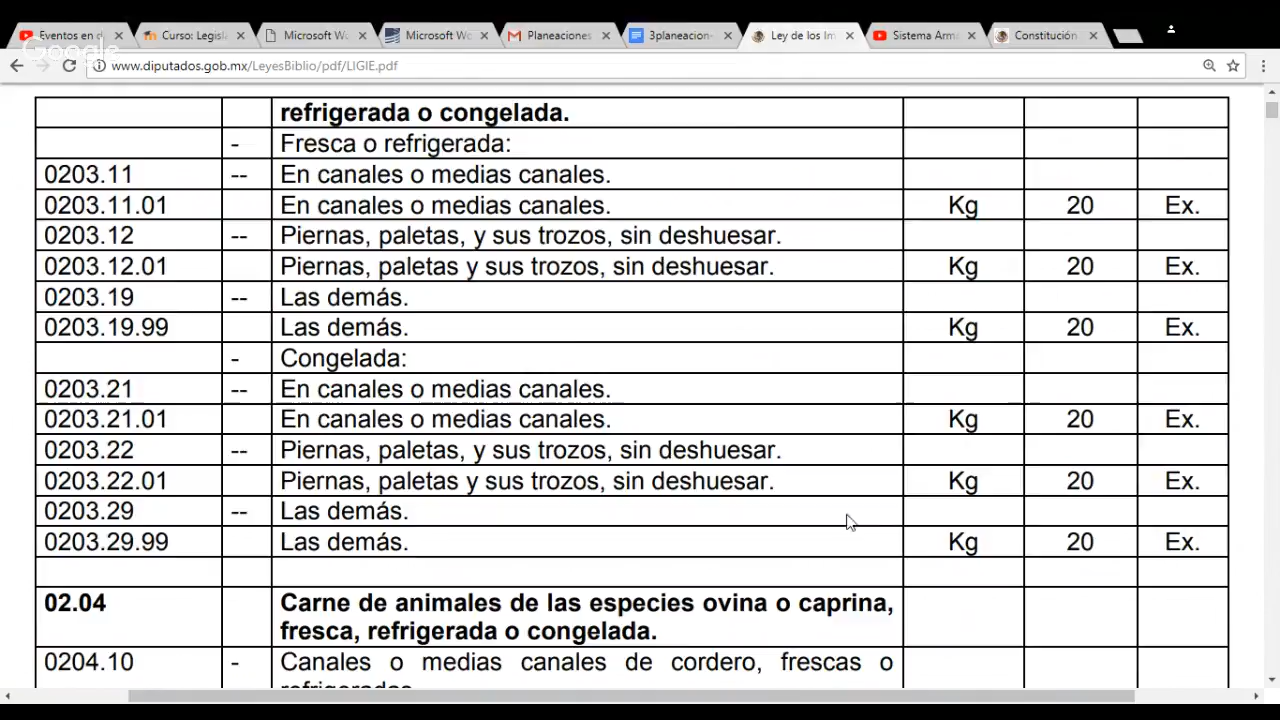 Eventos en d
Curso: Legisl
Microsoft Wo
Microsoft Wo
Planeaciones
3planeacion-
Ley de los Im
Sistema Armo
Constitución
Google
www.diputados.gob.mx/LeyesBiblio/pdf/LIGIE.pdf
refrigerada o congelada.
- Fresca o refrigerada:
0203.11 -- En canales o medias canales.
0203.11.01 En canales o medias canales. Kg 20 Ex.
0203.12 -- Piernas, paletas, y sus trozos, sin deshuesar.
0203.12.01 Piernas, paletas y sus trozos, sin deshuesar. Kg 20 Ex.
0203.19 -- Las demás.
0203.19.99 Las demás. Kg 20 Ex.
- Congelada:
0203.21 -- En canales o medias canales.
0203.21.01 En canales o medias canales. Kg 20 Ex.
0203.22 -- Piernas, paletas, y sus trozos, sin deshuesar.
0203.22.01 Piernas, paletas y sus trozos, sin deshuesar. Kg 20 Ex.
0203.29 -- Las demás.
0203.29.99 Las demás. Kg 20 Ex.
02.04 Carne de animales de las especies ovina o caprina,
fresca, refrigerada o congelada.
0204.10 - Canales o medias canales de cordero, frescas o
refrigeradas.